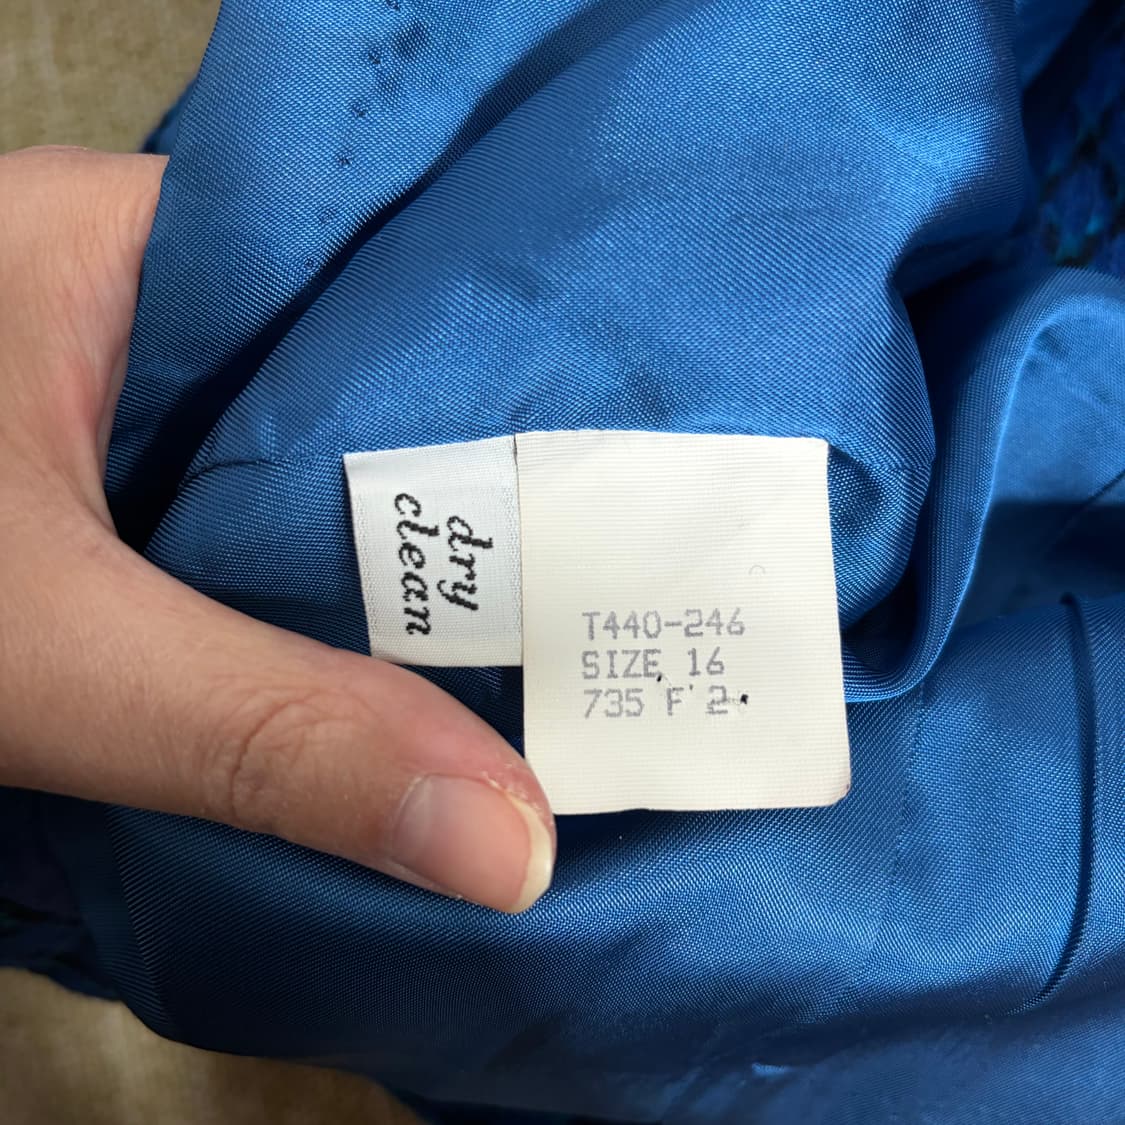 dry
clean
T440-246
SIZE 16
735 F 2